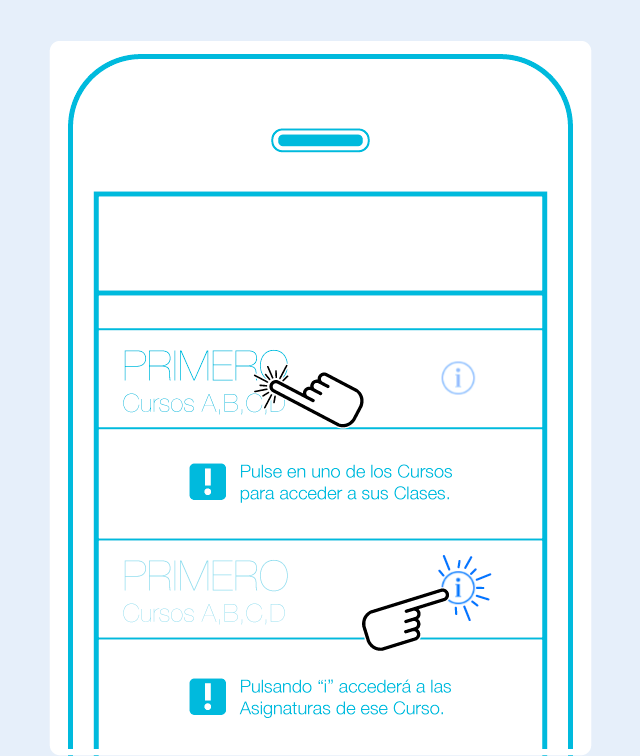 PRIMERO
Cursos A,B,C,D
i
Pulse en uno de los Cursos
para acceder a sus Clases.
PRIMERO
Cursos A,B,C,D
i
Pulsando “i” accederá a las
Asignaturas de ese Curso.